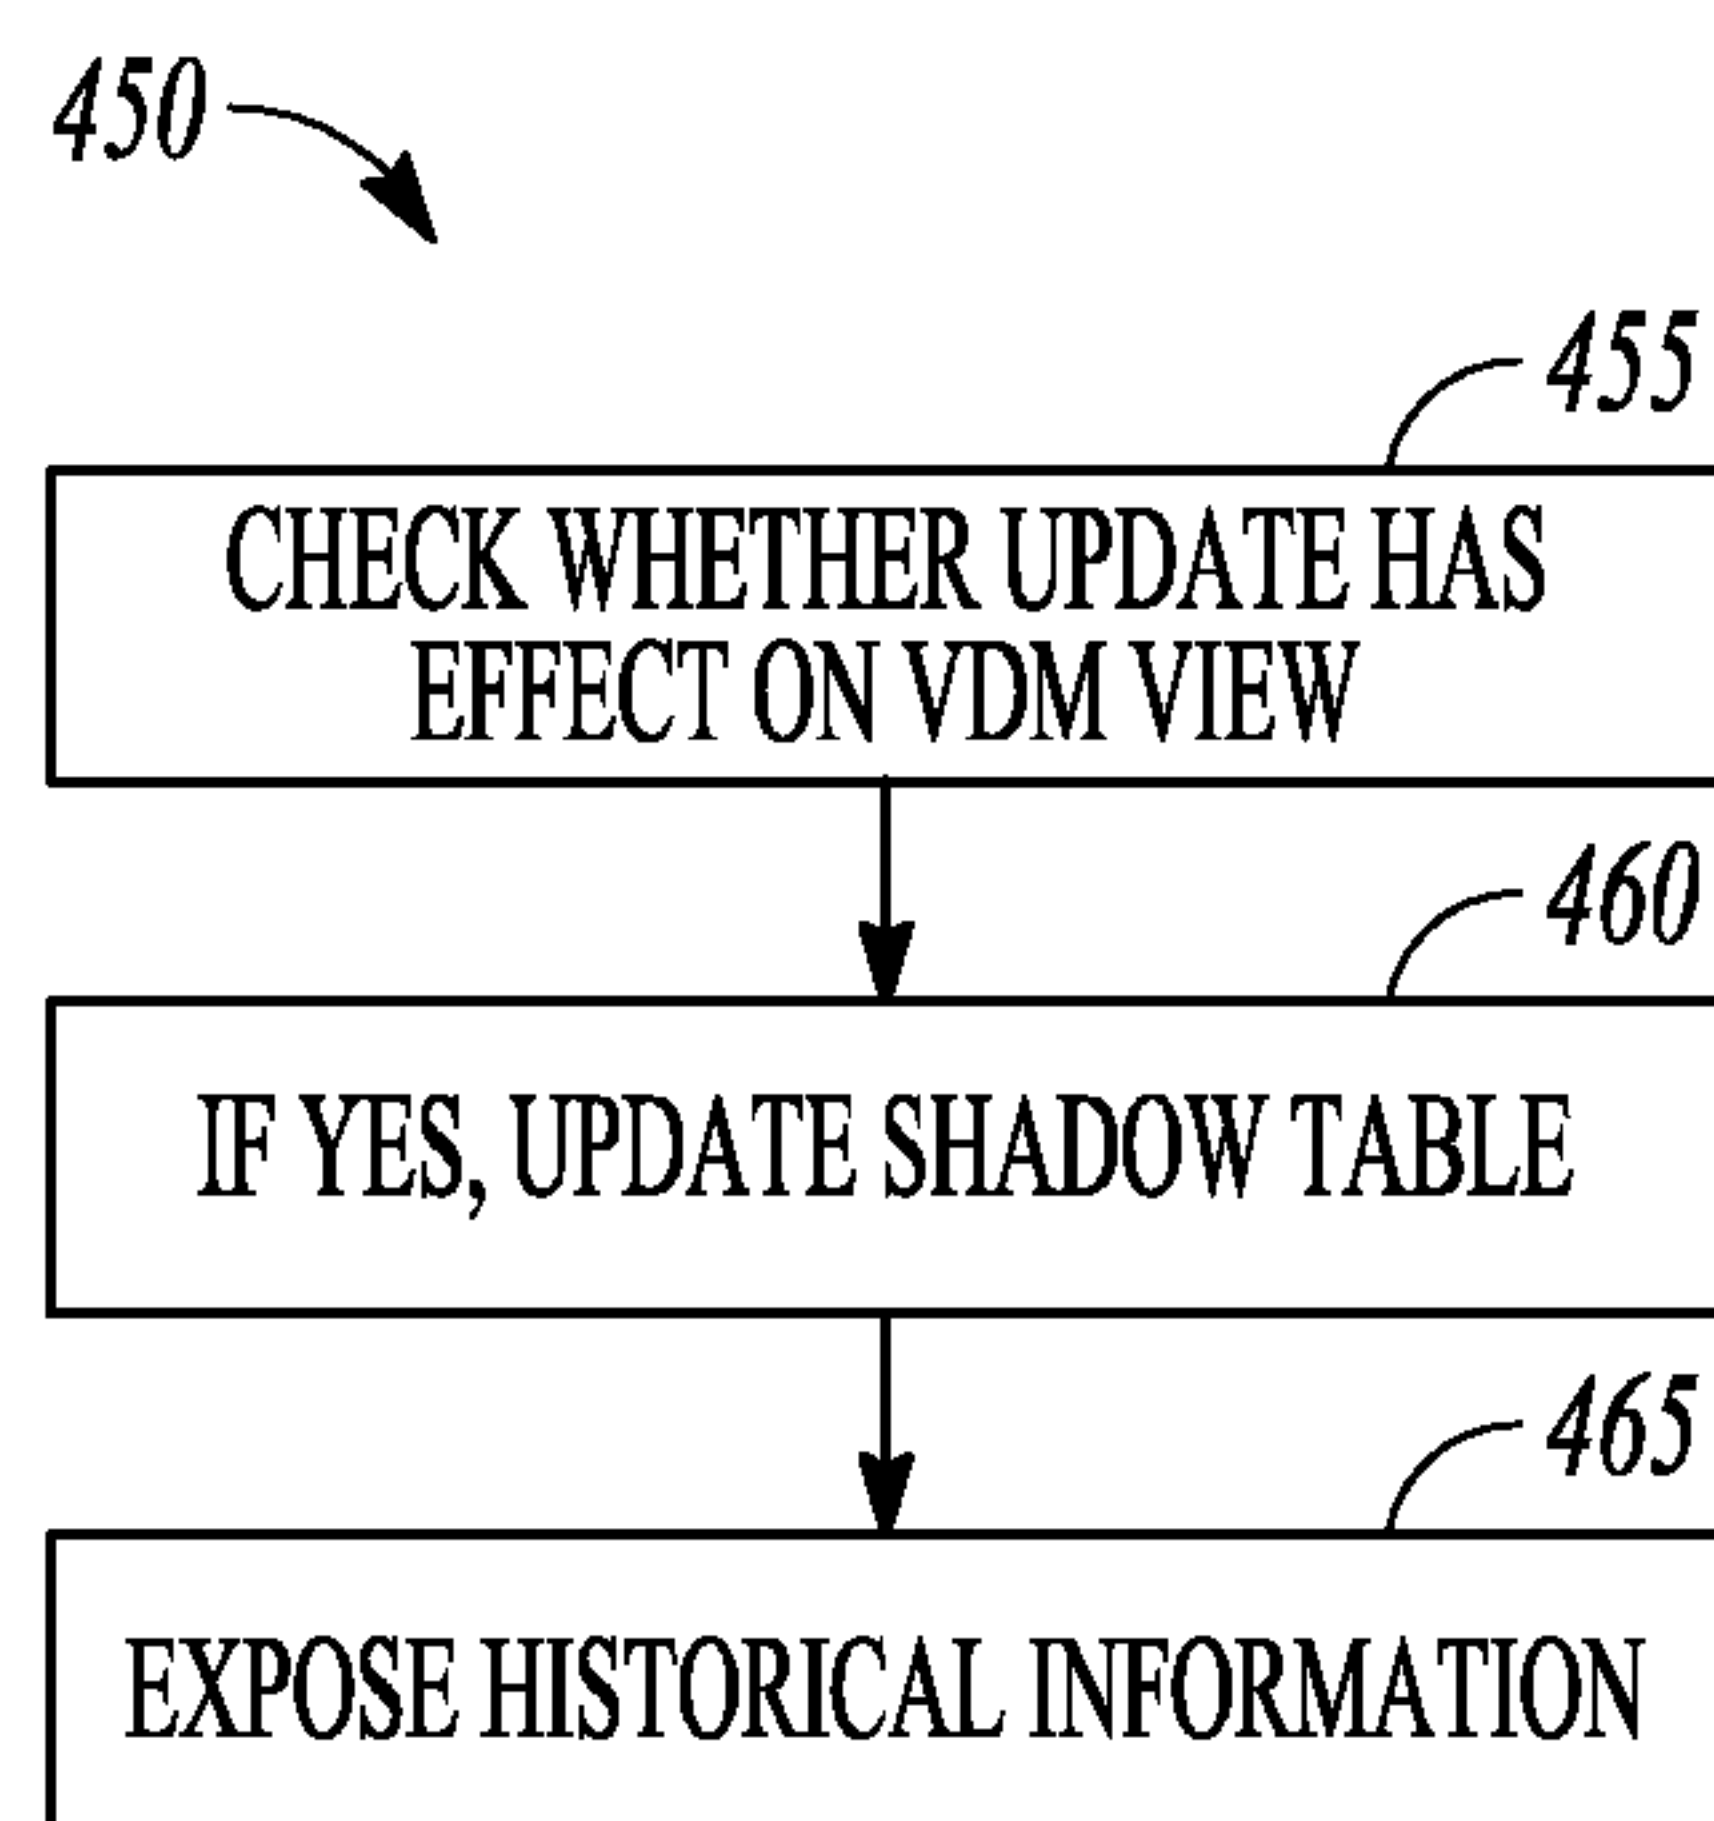 450
455
CHECK WHETHER UPDATE HAS
EFFECT ON VDM VIEW
460
IF YES, UPDATE SHADOW TABLE
465
EXPOSE HISTORICAL INFORMATION